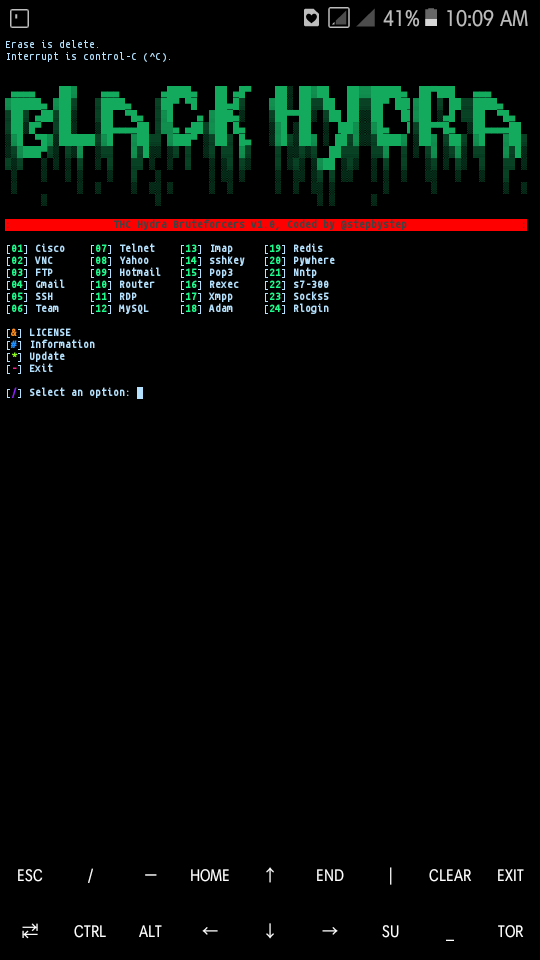 41% 10:09 AM
Erase is delete.
Interrupt is control-C (^C).
BLACK HYDRA
THC Hydra Bruteforcers v1.0, Coded by @stepbystep
[01] Cisco [07] Telnet [13] Imap [19] Redis
[02] VNC [08] Yahoo [14] sshKey [20] Pywhere
[03] FTP [09] Hotmail [15] Pop3 [21] Nntp
[04] Gmail [10] Router [16] Rexec [22] s7-300
[05] SSH [11] RDP [17] Xmpp [23] Socks5
[06] Team [12] MySQL [18] Adam [24] Rlogin
[&] LICENSE
[#] Information
[*] Update
[-] Exit
[/] Select an option:
ESC / — HOME ↑ END | CLEAR EXIT
⇄ CTRL ALT ← ↓ → SU _ TOR